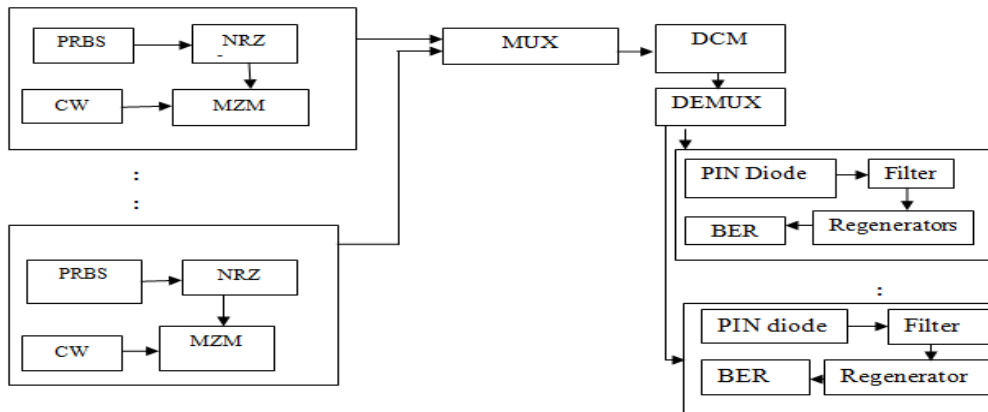 PRBS
NRZ
CW
MZM
:
:
PRBS
NRZ
CW
MZM
MUX
DCM
DEMUX
PIN Diode
Filter
BER
Regenerators
:
PIN diode
Filter
BER
Regenerator